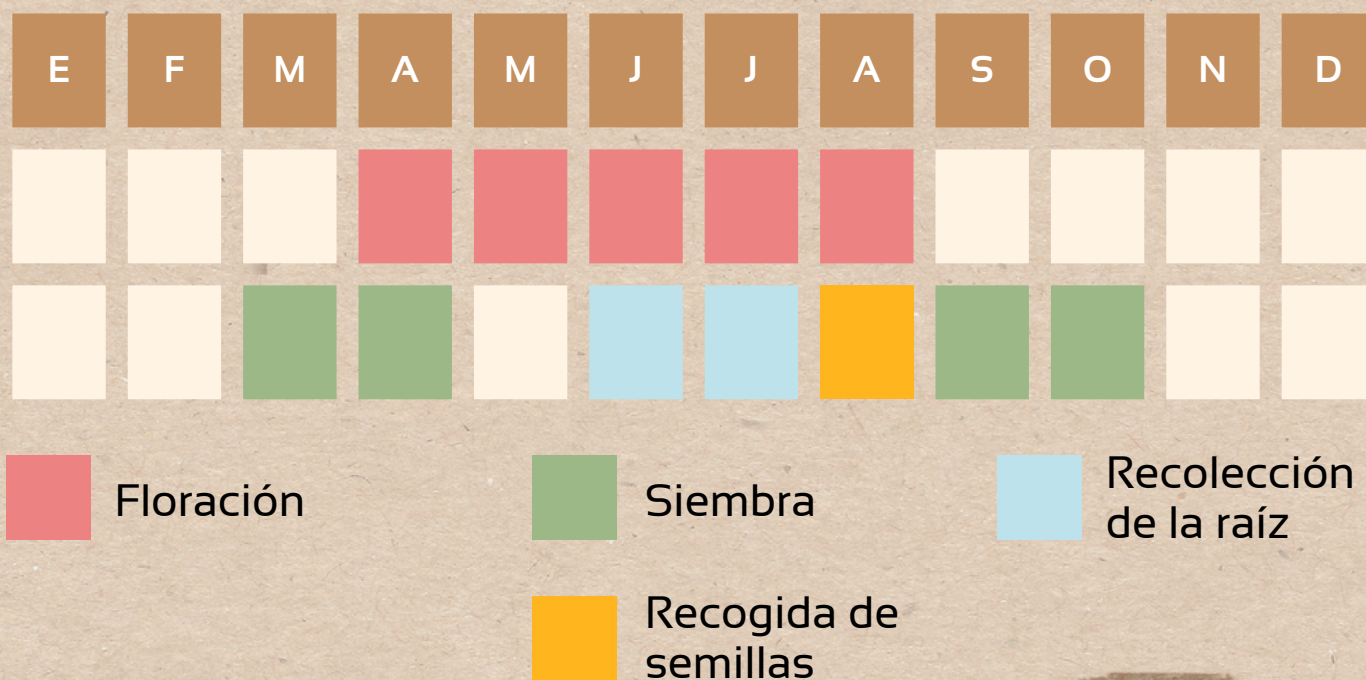 E F M A M J J A S O N D
Floración
Siembra
Recolección
de la raíz
Recogida de
semillas